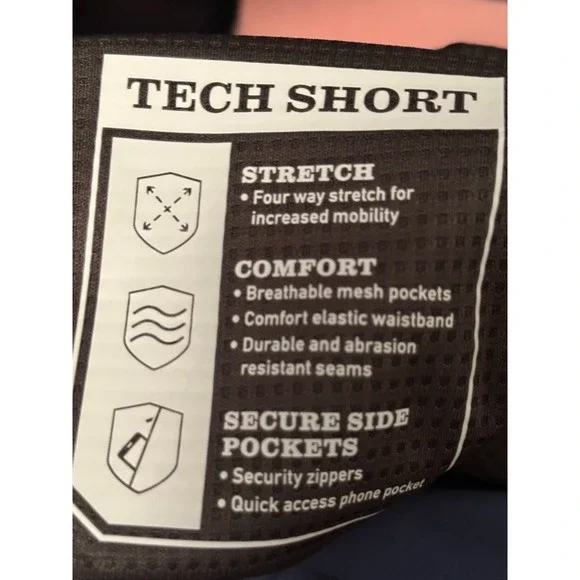 TECH SHORT
STRETCH
• Four way stretch for
increased mobility
COMFORT
• Breathable mesh pockets
• Comfort elastic waistband
• Durable and abrasion
resistant seams
SECURE SIDE
POCKETS
• Security zippers
• Quick access phone pocket